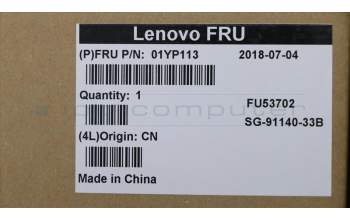 Lenovo FRU
(P)FRU P/N: 01YP113 2018-07-04
Quantity: 1
FU53702
SG-91140-33B
(4L)Origin: CN
Made in China